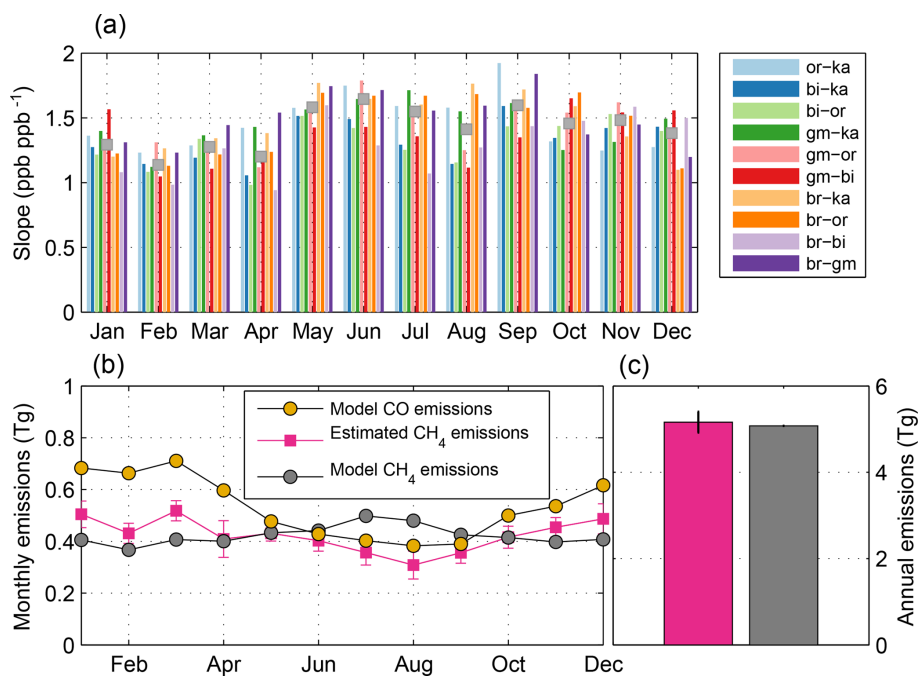 (a)
Slope (ppb ppb⁻¹)
2
1.5
1
0.5
0
Jan Feb Mar Apr May Jun Jul Aug Sep Oct Nov Dec
or−ka
bi−ka
bi−or
gm−ka
gm−or
gm−bi
br−ka
br−or
br−bi
br−gm
(b)
Monthly emissions (Tg)
1
0.8
0.6
0.4
0.2
0
Model CO emissions
Estimated CH₄ emissions
Model CH₄ emissions
Feb Apr Jun Aug Oct Dec
(c)
6
4
2
0
Annual emissions (Tg)